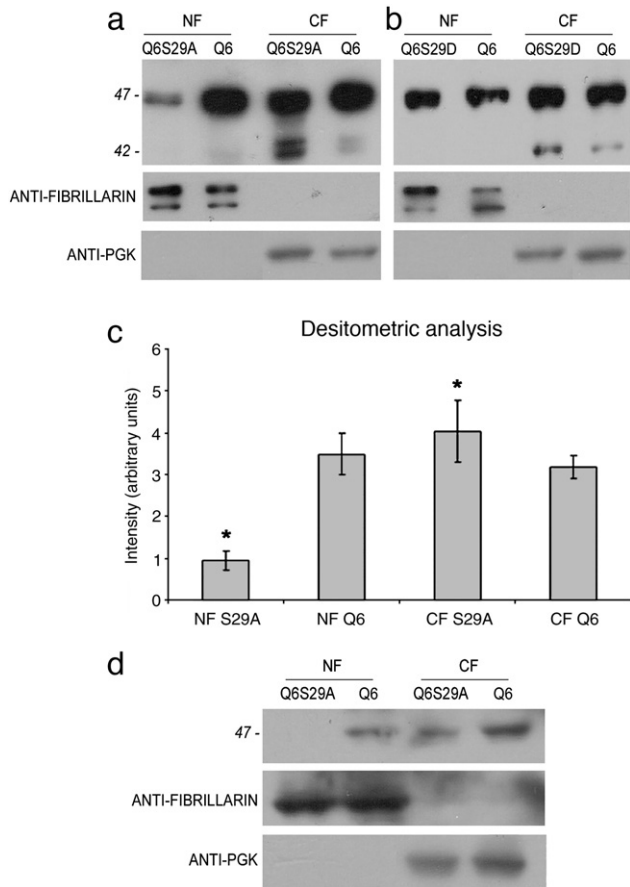 a b
NF CF NF CF
Q6S29A Q6 Q6S29A Q6 Q6S29D Q6 Q6S29D Q6
47 -
42 -
ANTI-FIBRILLARIN
ANTI-PGK
c Desitometric analysis
Intensity (arbitrary units)
6
5
4
3
2
1
0
*
*
NF S29A NF Q6 CF S29A CF Q6
d
NF CF
Q6S29A Q6 Q6S29A Q6
47 -
ANTI-FIBRILLARIN
ANTI-PGK